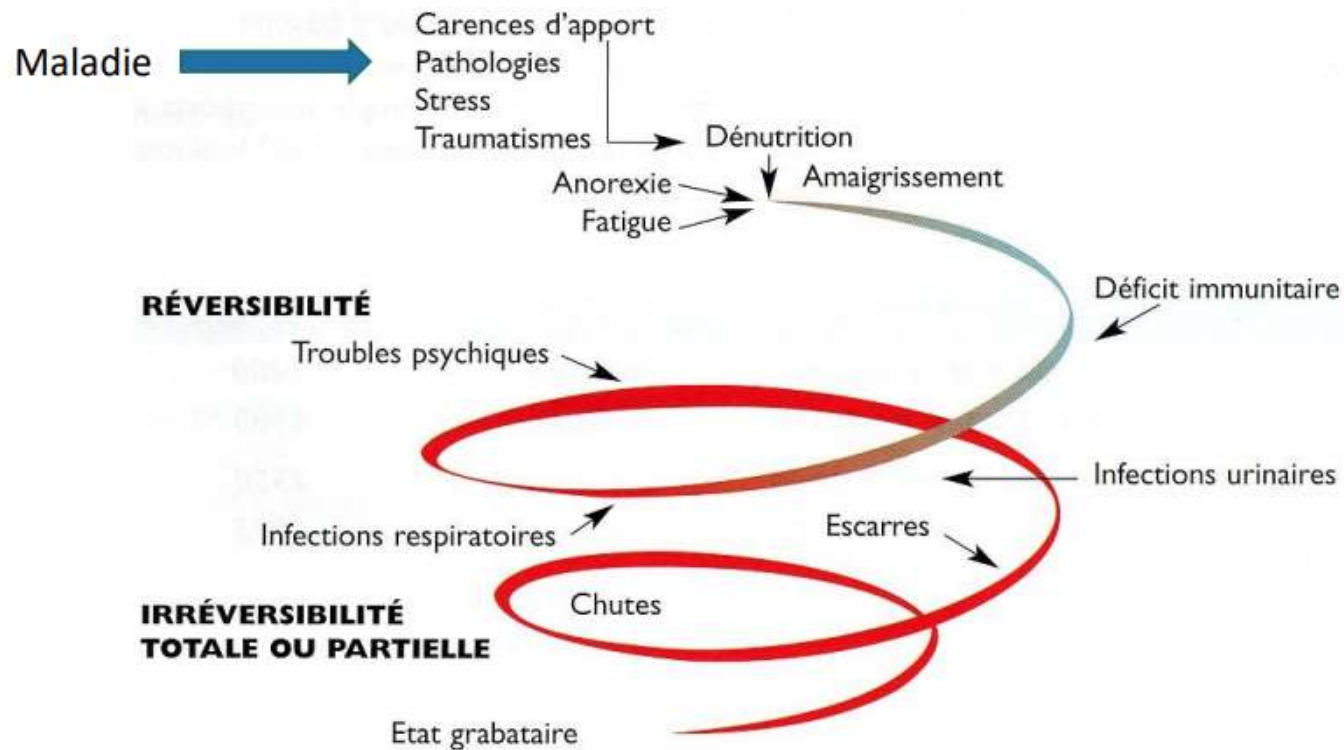 Maladie
Carences d'apport
Pathologies
Stress
Traumatismes
Dénutrition
Anorexie
Amaigrissement
Fatigue
RÉVERSIBILITÉ
Déficit immunitaire
Troubles psychiques
Infections urinaires
Infections respiratoires
Escarres
IRRÉVERSIBILITÉ
TOTALE OU PARTIELLE
Chutes
Etat grabataire